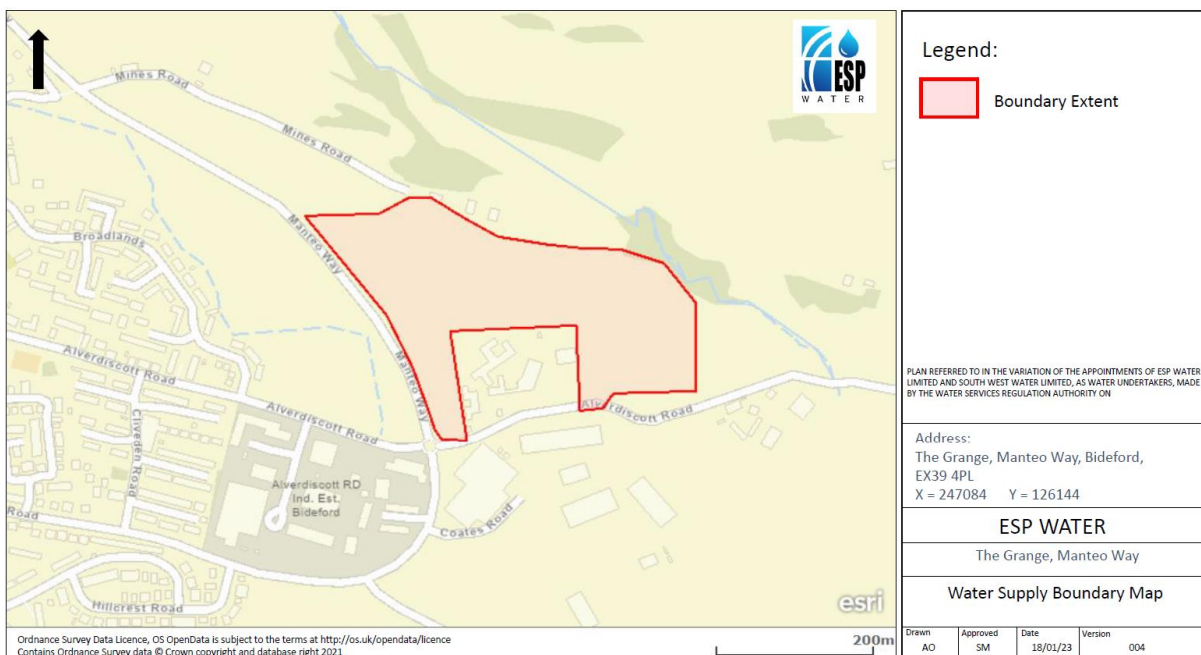 Mines Road
Mines Road
Manteo Way
Manteo Way
Broadlands
Alverdiscott Road
Alverdiscott Road
Alverdiscott Road
Cliveden Road
Road
Alverdiscott RD
Ind. Est.
Bideford
Coates Road
Hillcrest Road
ESP
WATER
esri
200m
Ordnance Survey Data Licence, OS OpenData is subject to the terms at http://os.uk/opendata/licence
Contains Ordnance Survey data © Crown copyright and database right 2021
Legend:
Boundary Extent
PLAN REFERRED TO IN THE VARIATION OF THE APPOINTMENTS OF ESP WATER
LIMITED AND SOUTH WEST WATER LIMITED, AS WATER UNDERTAKERS, MADE
BY THE WATER SERVICES REGULATION AUTHORITY ON
Address:
The Grange, Manteo Way, Bideford,
EX39 4PL
X = 247084 Y = 126144
ESP WATER
The Grange, Manteo Way
Water Supply Boundary Map
Drawn Approved Date Version
AO SM 18/01/23 004